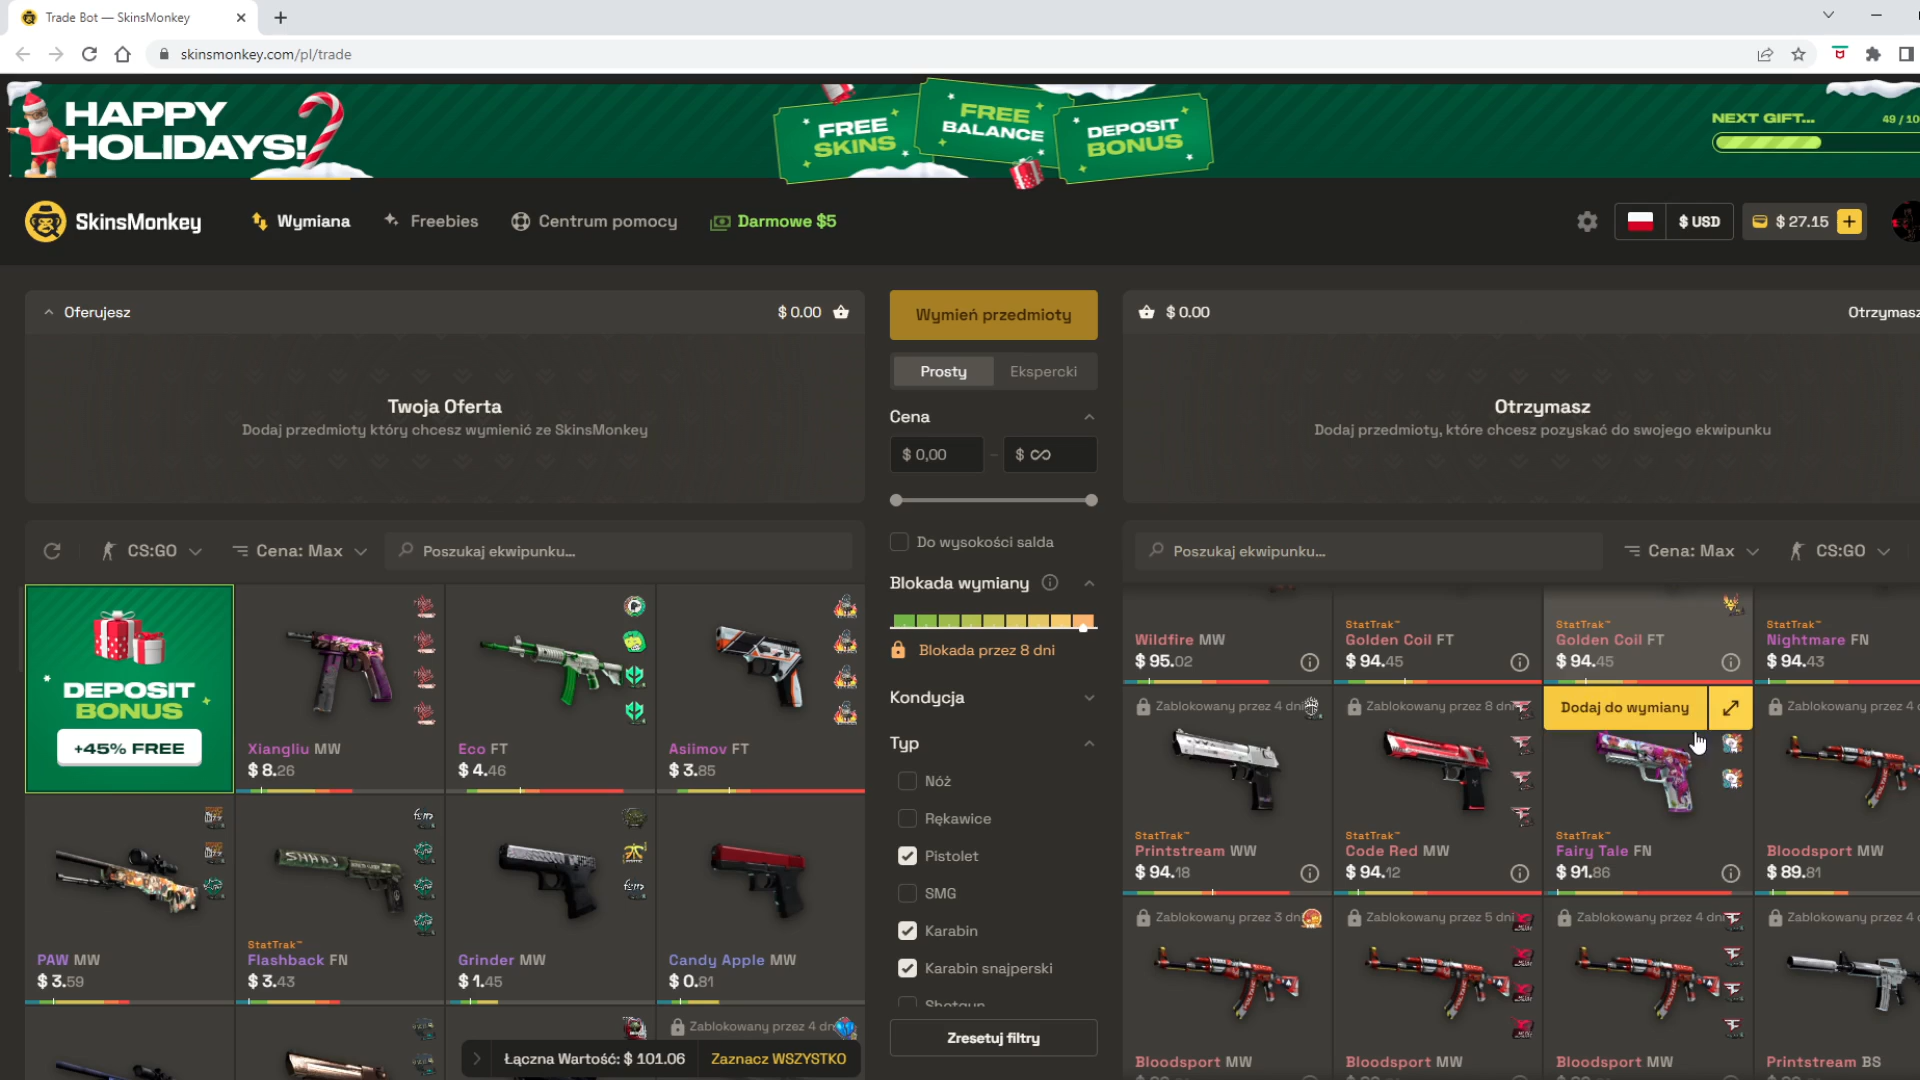 Trade Bot — SkinsMonkey
skinsmonkey.com/pl/trade
HAPPY
HOLIDAYS!
FREE
SKINS
FREE
BALANCE
DEPOSIT
BONUS
NEXT GIFT...
49 / 10
SkinsMonkey
Wymiana
Freebies
Centrum pomocy
Darmowe $5
$ USD
$ 27.15
Oferujesz
$ 0.00
Twoja Oferta
Dodaj przedmioty który chcesz wymienić ze SkinsMonkey
Wymień przedmioty
Prosty
Ekspercki
Cena
$ 0,00
–
$ ∞
Do wysokości salda
Blokada wymiany
Blokada przez 8 dni
Kondycja
Typ
Nóż
Rękawice
Pistolet
SMG
Karabin
Karabin snajperski
Shotgun
Zresetuj filtry
$ 0.00
Otrzymasz
Otrzymasz
Dodaj przedmioty, które chcesz pozyskać do swojego ekwipunku
CS:GO
Cena: Max
Poszukaj ekwipunku...
DEPOSIT
BONUS
+45% FREE
Xiangliu MW
$ 8.26
Eco FT
$ 4.46
Asiimov FT
$ 3.85
PAW MW
$ 3.59
StatTrak™
Flashback FN
$ 3.43
Grinder MW
$ 1.45
Candy Apple MW
$ 0.81
Zablokowany przez 4 dn
Łączna Wartość: $ 101.06
Zaznacz WSZYSTKO
Poszukaj ekwipunku...
Cena: Max
CS:GO
Wildfire MW
$ 95.02
StatTrak™
Golden Coil FT
$ 94.45
StatTrak™
Golden Coil FT
$ 94.45
StatTrak™
Nightmare FN
$ 94.43
Dodaj do wymiany
Zablokowany przez 4 dni
StatTrak™
Printstream WW
$ 94.18
Zablokowany przez 8 dni
StatTrak™
Code Red MW
$ 94.12
StatTrak™
Fairy Tale FN
$ 91.86
Zablokowany przez 4
Bloodsport MW
$ 89.81
Zablokowany przez 3 dn
Bloodsport MW
Zablokowany przez 5 dni
Bloodsport MW
Zablokowany przez 4 dni
Bloodsport MW
Zablokowany przez 4
Printstream BS